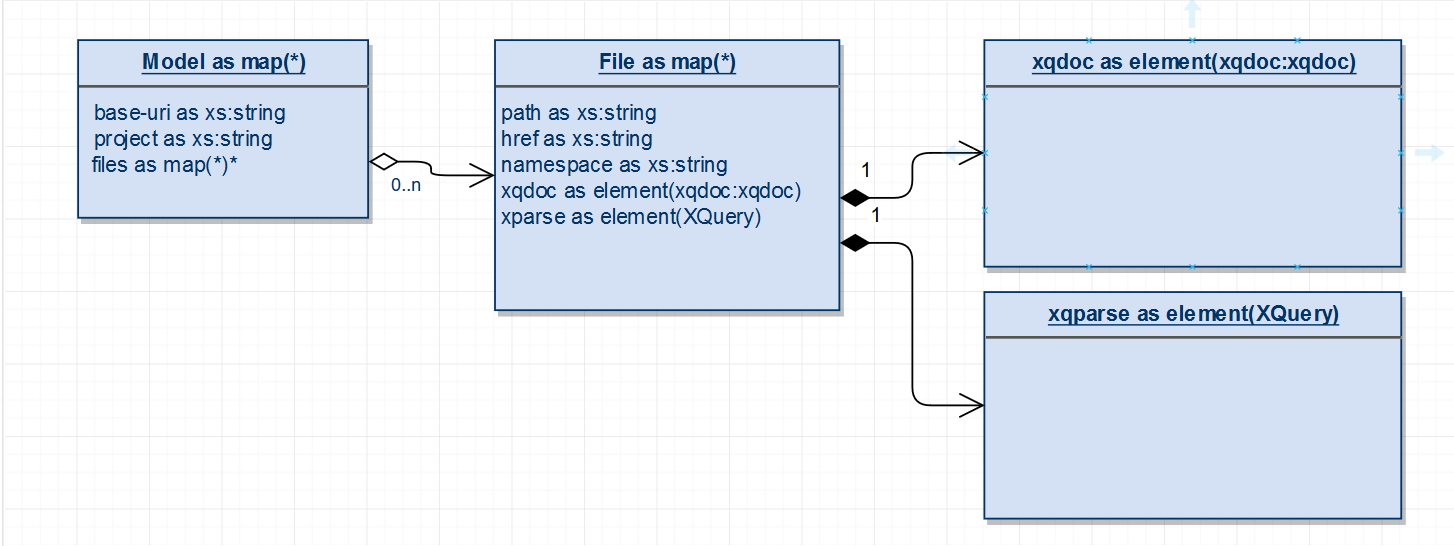 Model as map(*)
base-uri as xs:string
project as xs:string
files as map(*)*
0..n
File as map(*)
path as xs:string
href as xs:string
namespace as xs:string
xqdoc as element(xqdoc:xqdoc)
xparse as element(XQuery)
1
1
xqdoc as element(xqdoc:xqdoc)
xqparse as element(XQuery)